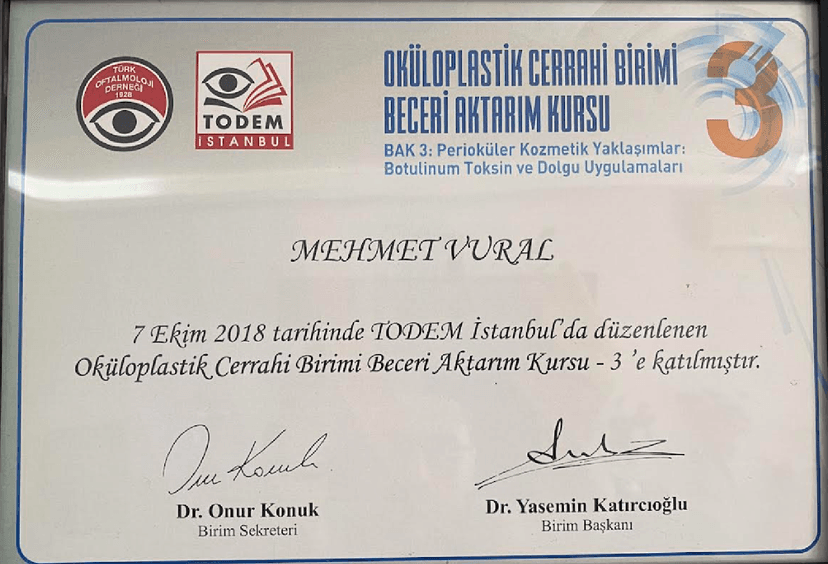 TÜRK
OFTALMOLOJİ
DERNEĞİ
1928
TODEM
İSTANBUL
OKÜLOPLASTİK CERRAHİ BİRİMİ
BECERİ AKTARIM KURSU
BAK 3: Perioküler Kozmetik Yaklaşımlar:
Botulinum Toksin ve Dolgu Uygulamaları
3
MEHMET VURAL
7 Ekim 2018 tarihinde TODEM İstanbul'da düzenlenen
Oküloplastik Cerrahi Birimi Beceri Aktarım Kursu - 3 'e katılmıştır.
Dr. Onur Konuk
Birim Sekreteri
Dr. Yasemin Katırcıoğlu
Birim Başkanı